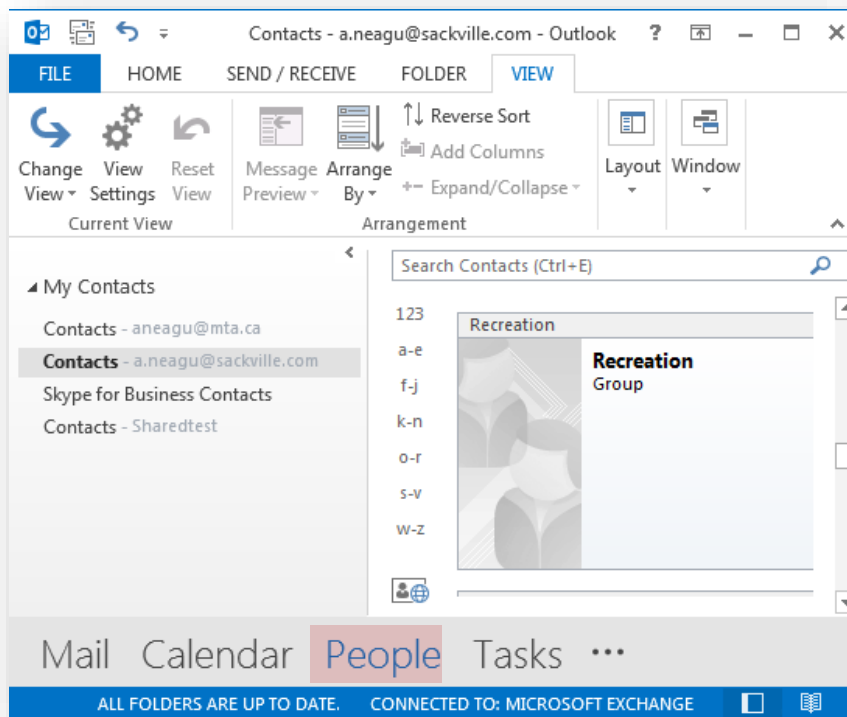 Contacts - a.neagu@sackville.com - Outlook ?
FILE HOME SEND / RECEIVE FOLDER VIEW
Change View
View Settings
Reset View
Message Preview
Arrange By
Reverse Sort
Add Columns
Expand/Collapse
Layout
Window
Current View
Arrangement
My Contacts
Contacts - aneagu@mta.ca
Contacts - a.neagu@sackville.com
Skype for Business Contacts
Contacts - Sharedtest
Search Contacts (Ctrl+E)
123
a-e
f-j
k-n
o-r
s-v
w-z
Recreation
Recreation
Group
Mail Calendar People Tasks •••
ALL FOLDERS ARE UP TO DATE. CONNECTED TO: MICROSOFT EXCHANGE